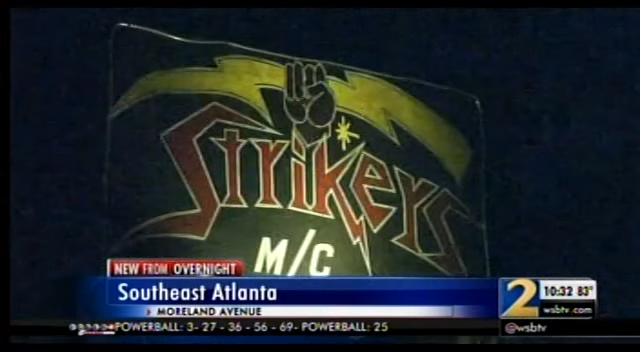 Strikers
M/C
NEW FROM OVERNIGHT
Southeast Atlanta
MORELAND AVENUE
2
10:32 83°
wsbtv.com
POWERBALL: 3 - 27 - 36 - 56 - 69 - POWERBALL: 25
@wsbtv